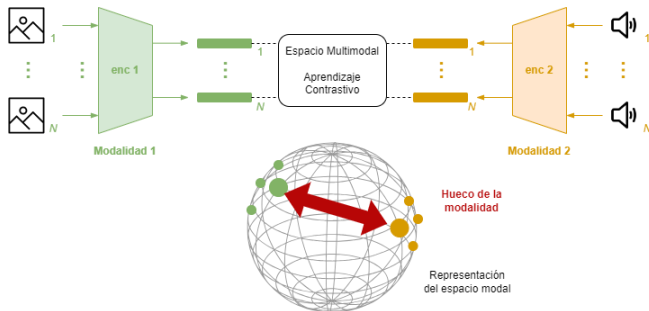 1
N
enc 1
Modalidad 1
1
N
Espacio Multimodal
Aprendizaje
Contrastivo
1
N
enc 2
Modalidad 2
1
N
Hueco de la
modalidad
Representación
del espacio modal